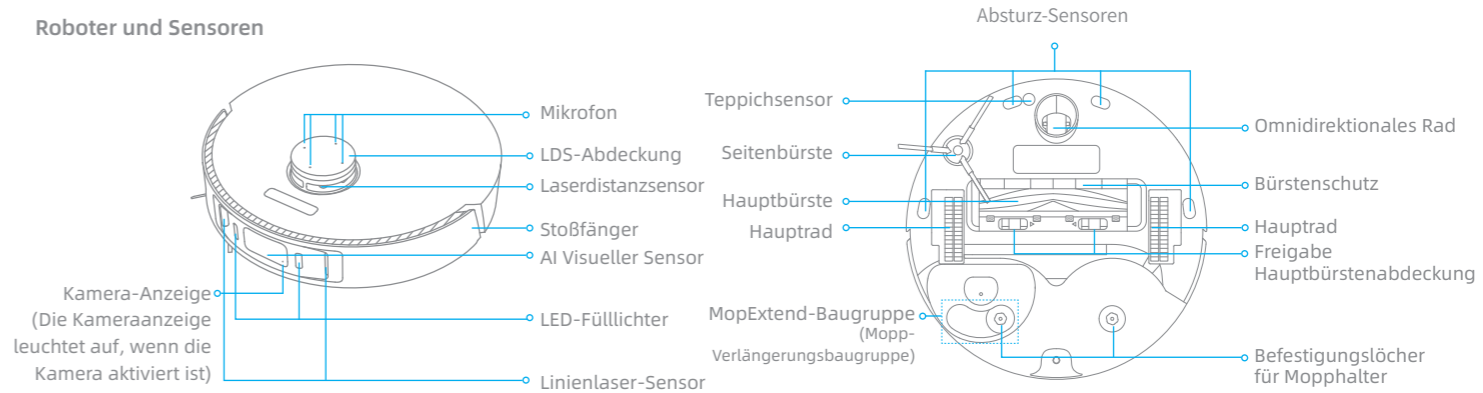 Roboter und Sensoren
Mikrofon
LDS-Abdeckung
Laserdistanzsensor
Stoßfänger
AI Visueller Sensor
Kamera-Anzeige
(Die Kameraanzeige
leuchtet auf, wenn die
Kamera aktiviert ist)
LED-Fülllichter
Linienlaser-Sensor
Absturz-Sensoren
Teppichsensor
Seitenbürste
Hauptbürste
Hauptrad
MopExtend-Baugruppe
(Mopp-
Verlängerungsbaugruppe)
Omnidirektionales Rad
Bürstenschutz
Hauptrad
Freigabe
Hauptbürstenabdeckung
Befestigungslöcher
für Mopphalter